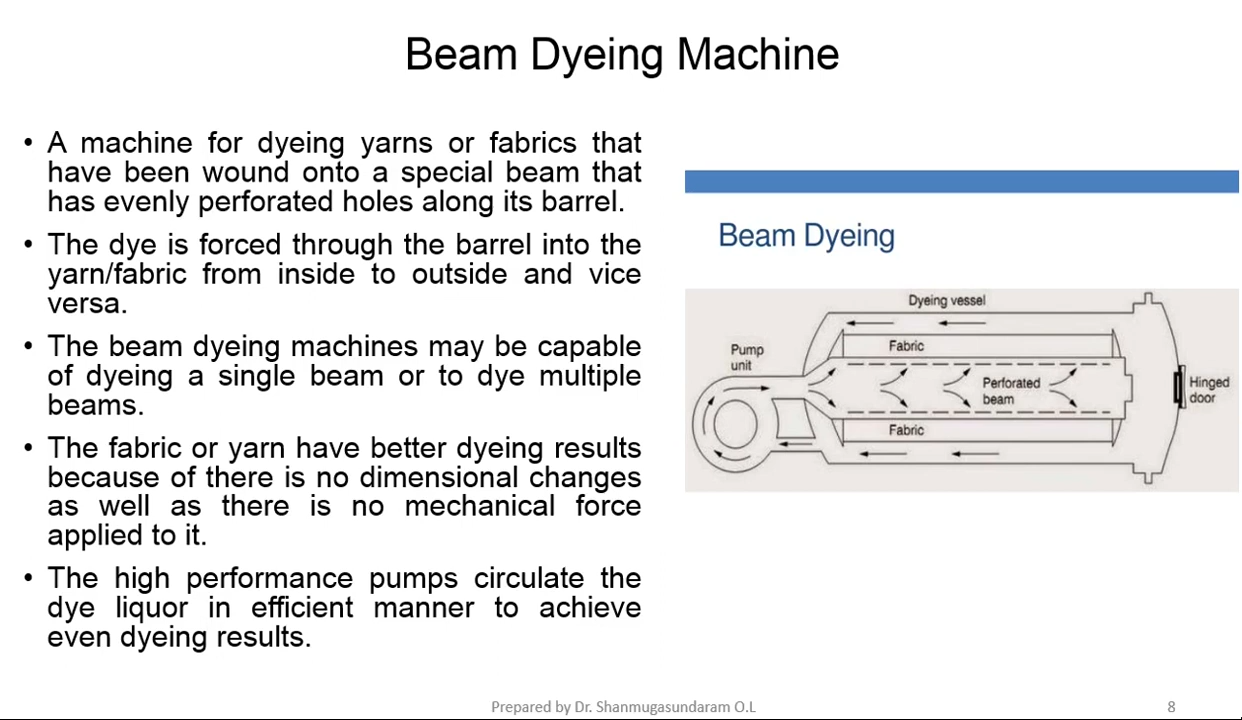 Beam Dyeing Machine
• A machine for dyeing yarns or fabrics that
have been wound onto a special beam that
has evenly perforated holes along its barrel.
• The dye is forced through the barrel into the
yarn/fabric from inside to outside and vice
versa.
• The beam dyeing machines may be capable
of dyeing a single beam or to dye multiple
beams.
• The fabric or yarn have better dyeing results
because of there is no dimensional changes
as well as there is no mechanical force
applied to it.
• The high performance pumps circulate the
dye liquor in efficient manner to achieve
even dyeing results.
Beam Dyeing
Dyeing vessel
Pump
unit
Fabric
Perforated
beam
Hinged
door
Fabric
Prepared by Dr. Shanmugasundaram O.L
8